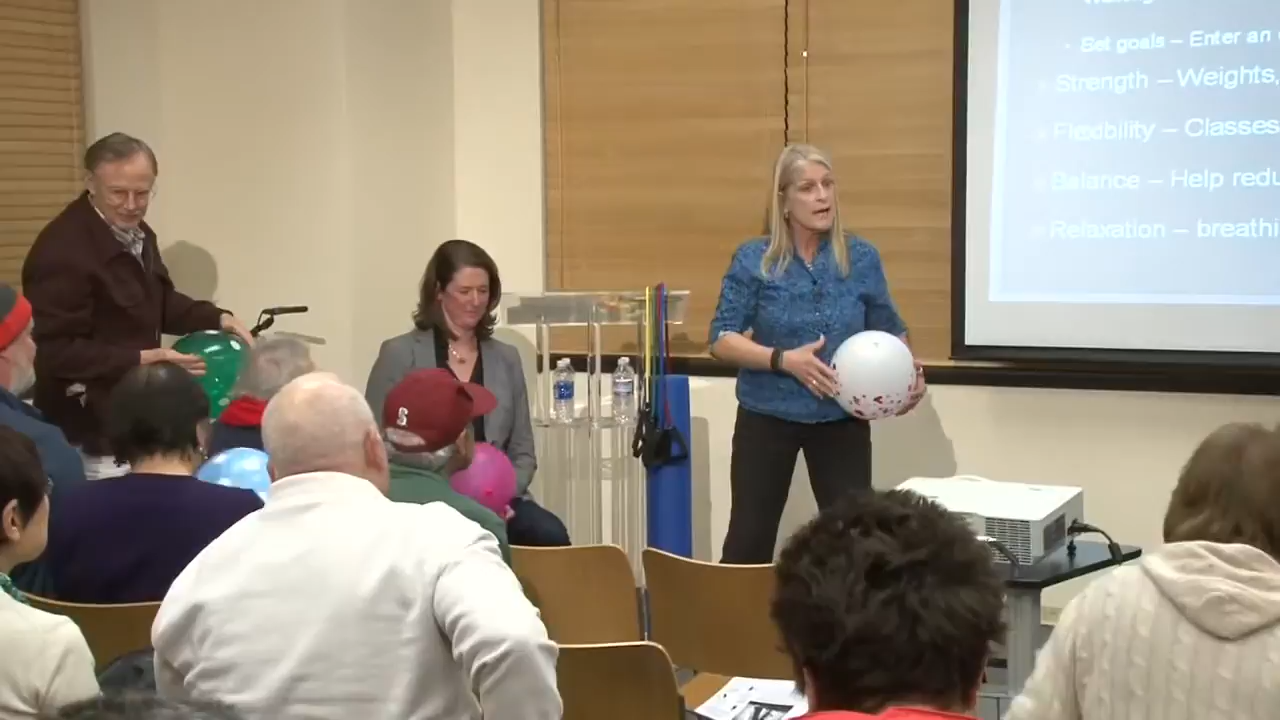 Set goals – Enter an
Strength – Weights,
Flexibility – Classes
Balance – Help redu
Relaxation – breathi
S